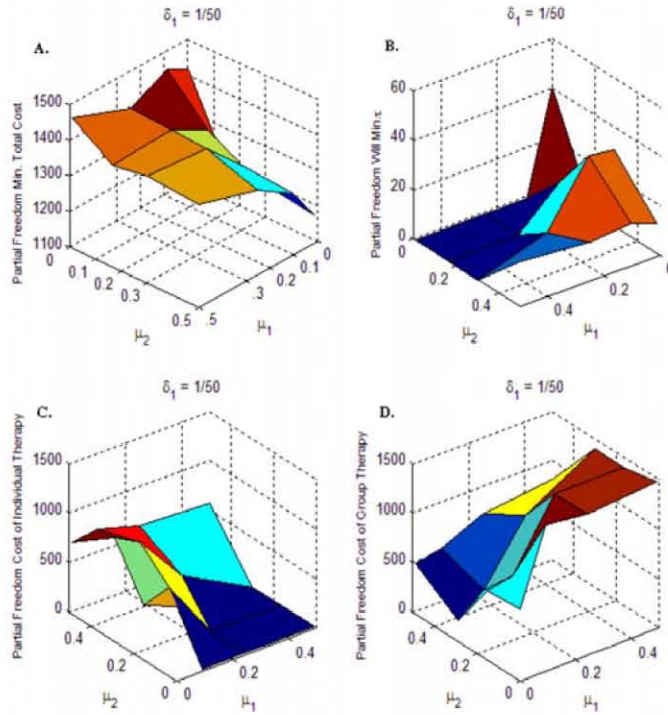 δ1 = 1/50
A.
Partial Freedom Min. Total Cost
1500
1400
1300
1200
1100
0
0.1
0.2
0.3
0.5
μ2
.5
.3
0.2
0.1
0
μ1
B.
Partial Freedom Will Min.ε
60
40
20
0
0
0.2
0.4
μ2
0.4
0.2
μ1
δ1 = 1/50
C.
Partial Freedom Cost of Individual Therapy
1500
1000
500
0
0.4
0.2
0
μ2
0
0.2
0.4
μ1
δ1 = 1/50
D.
Partial Freedom Cost of Group Therapy
1500
1000
500
0
0.4
0.2
0
μ2
0
0.2
0.4
μ1
δ1 = 1/50